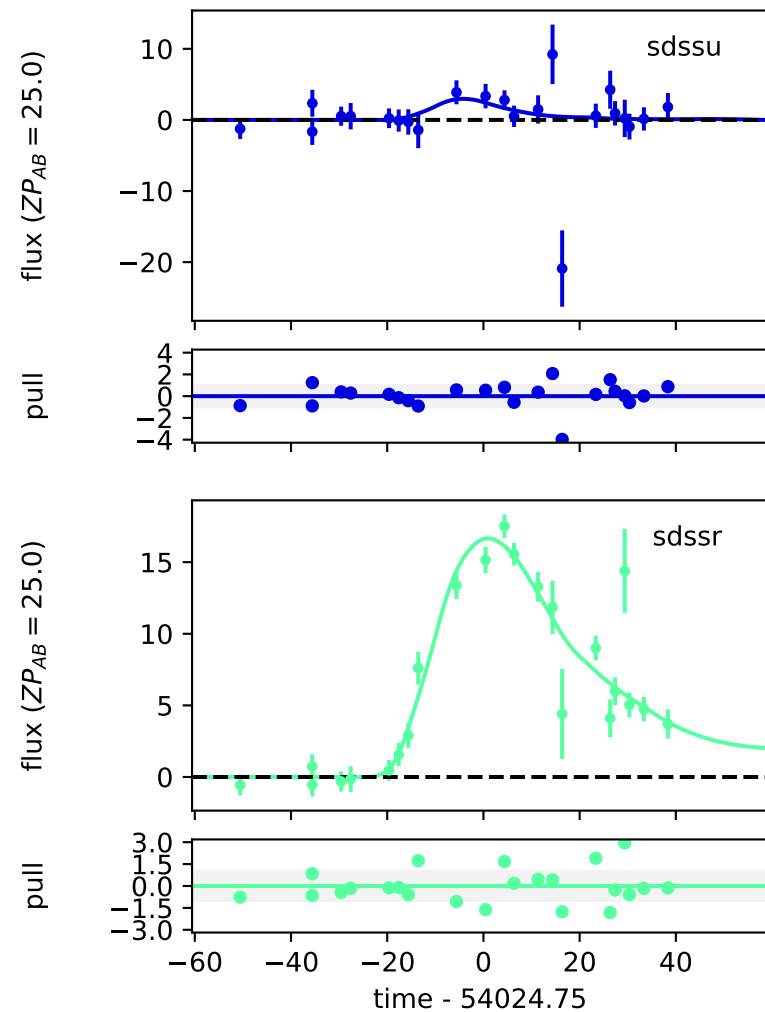 sdssu
flux (ZP_AB = 25.0)
10
0
−10
−20
pull
4
2
0
−2
−4
sdssr
flux (ZP_AB = 25.0)
15
10
5
0
pull
3.0
1.5
0.0
−1.5
−3.0
−60 −40 −20 0 20 40
time - 54024.75